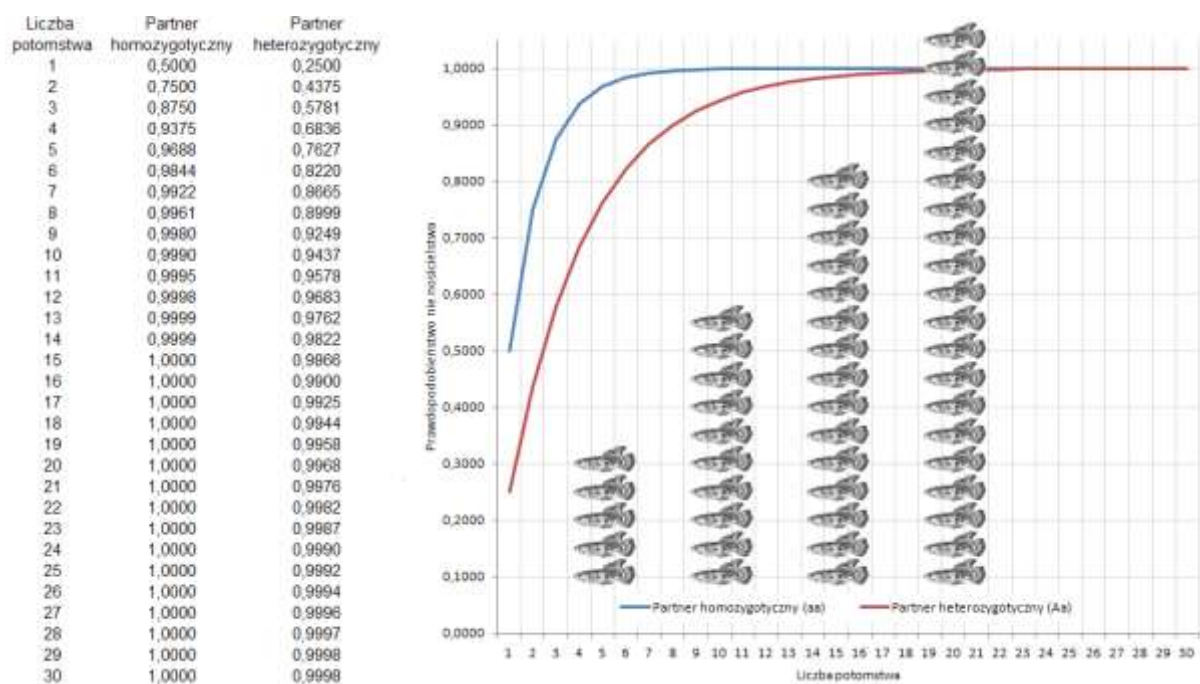 Liczba Partner Partner
potomstwa homozygotyczny heterozygotyczny
1 0,5000 0,2500
2 0,7500 0,4375
3 0,8750 0,5781
4 0,9375 0,6836
5 0,9688 0,7627
6 0,9844 0,8220
7 0,9922 0,8665
8 0,9961 0,8999
9 0,9980 0,9249
10 0,9990 0,9437
11 0,9995 0,9578
12 0,9998 0,9683
13 0,9999 0,9762
14 0,9999 0,9822
15 1,0000 0,9866
16 1,0000 0,9900
17 1,0000 0,9925
18 1,0000 0,9944
19 1,0000 0,9958
20 1,0000 0,9968
21 1,0000 0,9976
22 1,0000 0,9982
23 1,0000 0,9987
24 1,0000 0,9990
25 1,0000 0,9992
26 1,0000 0,9994
27 1,0000 0,9996
28 1,0000 0,9997
29 1,0000 0,9998
30 1,0000 0,9998
Prawdopodobieństwo nie nosicielstwa
1,0000
0,9000
0,8000
0,7000
0,6000
0,5000
0,4000
0,3000
0,2000
0,1000
0,0000
Partner homozygotyczny (aa) Partner heterozygotyczny (Aa)
1 2 3 4 5 6 7 8 9 10 11 12 13 14 15 16 17 18 19 20 21 22 23 24 25 26 27 28 29 30
Liczba potomstwa